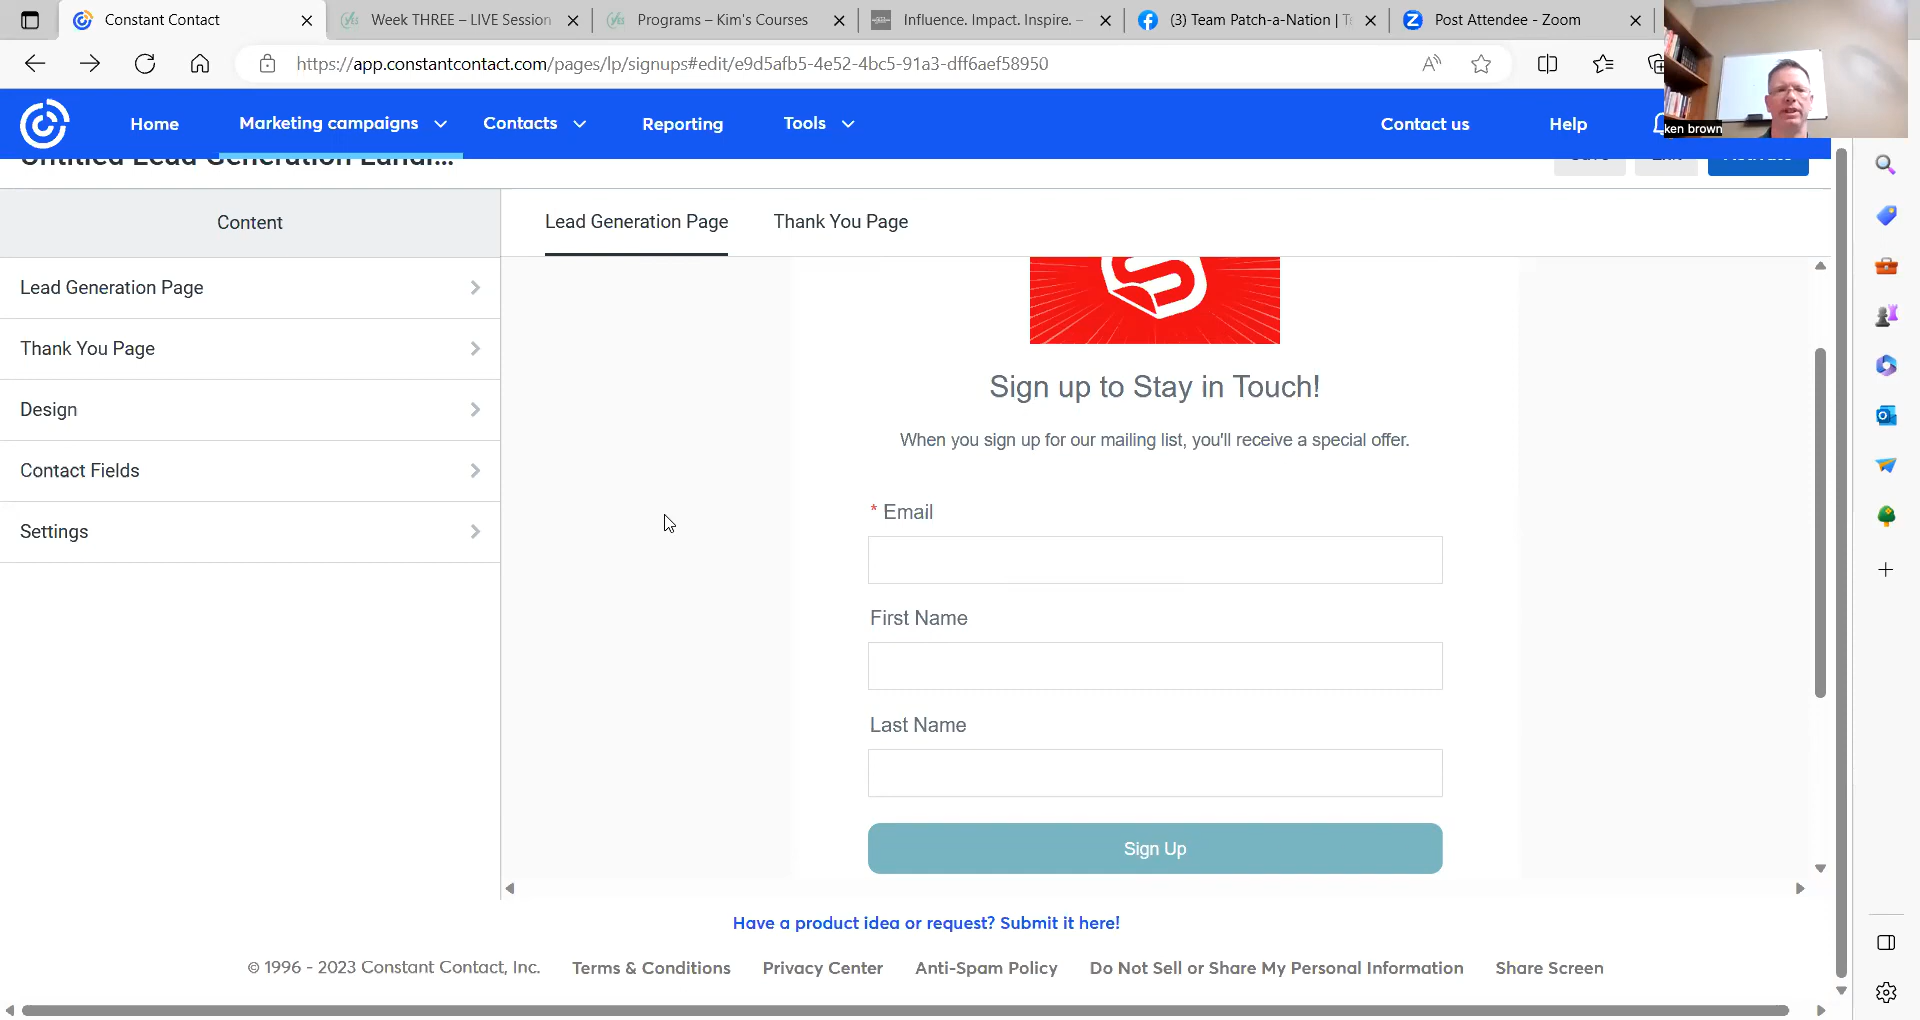 Constant Contact
Week THREE – LIVE Session
Programs – Kim's Courses
Influence. Impact. Inspire. –
(3) Team Patch-a-Nation |
Post Attendee - Zoom
https://app.constantcontact.com/pages/lp/signups#edit/e9d5afb5-4e52-4bc5-91a3-dff6aef58950
ken brown
Home
Marketing campaigns
Contacts
Reporting
Tools
Contact us
Help
Untitled Lead Generation Landi...
Content
Lead Generation Page
Thank You Page
Lead Generation Page
Thank You Page
Design
Contact Fields
Settings
Sign up to Stay in Touch!
When you sign up for our mailing list, you'll receive a special offer.
* Email
First Name
Last Name
Sign Up
Have a product idea or request? Submit it here!
© 1996 - 2023 Constant Contact, Inc.
Terms & Conditions
Privacy Center
Anti-Spam Policy
Do Not Sell or Share My Personal Information
Share Screen